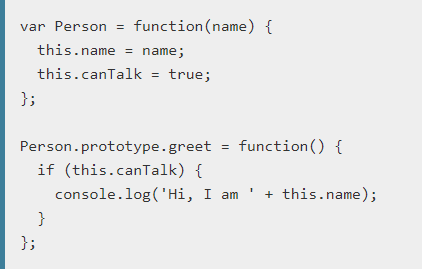 var Person = function(name) {
  this.name = name;
  this.canTalk = true;
};

Person.prototype.greet = function() {
  if (this.canTalk) {
    console.log('Hi, I am ' + this.name);
  }
};